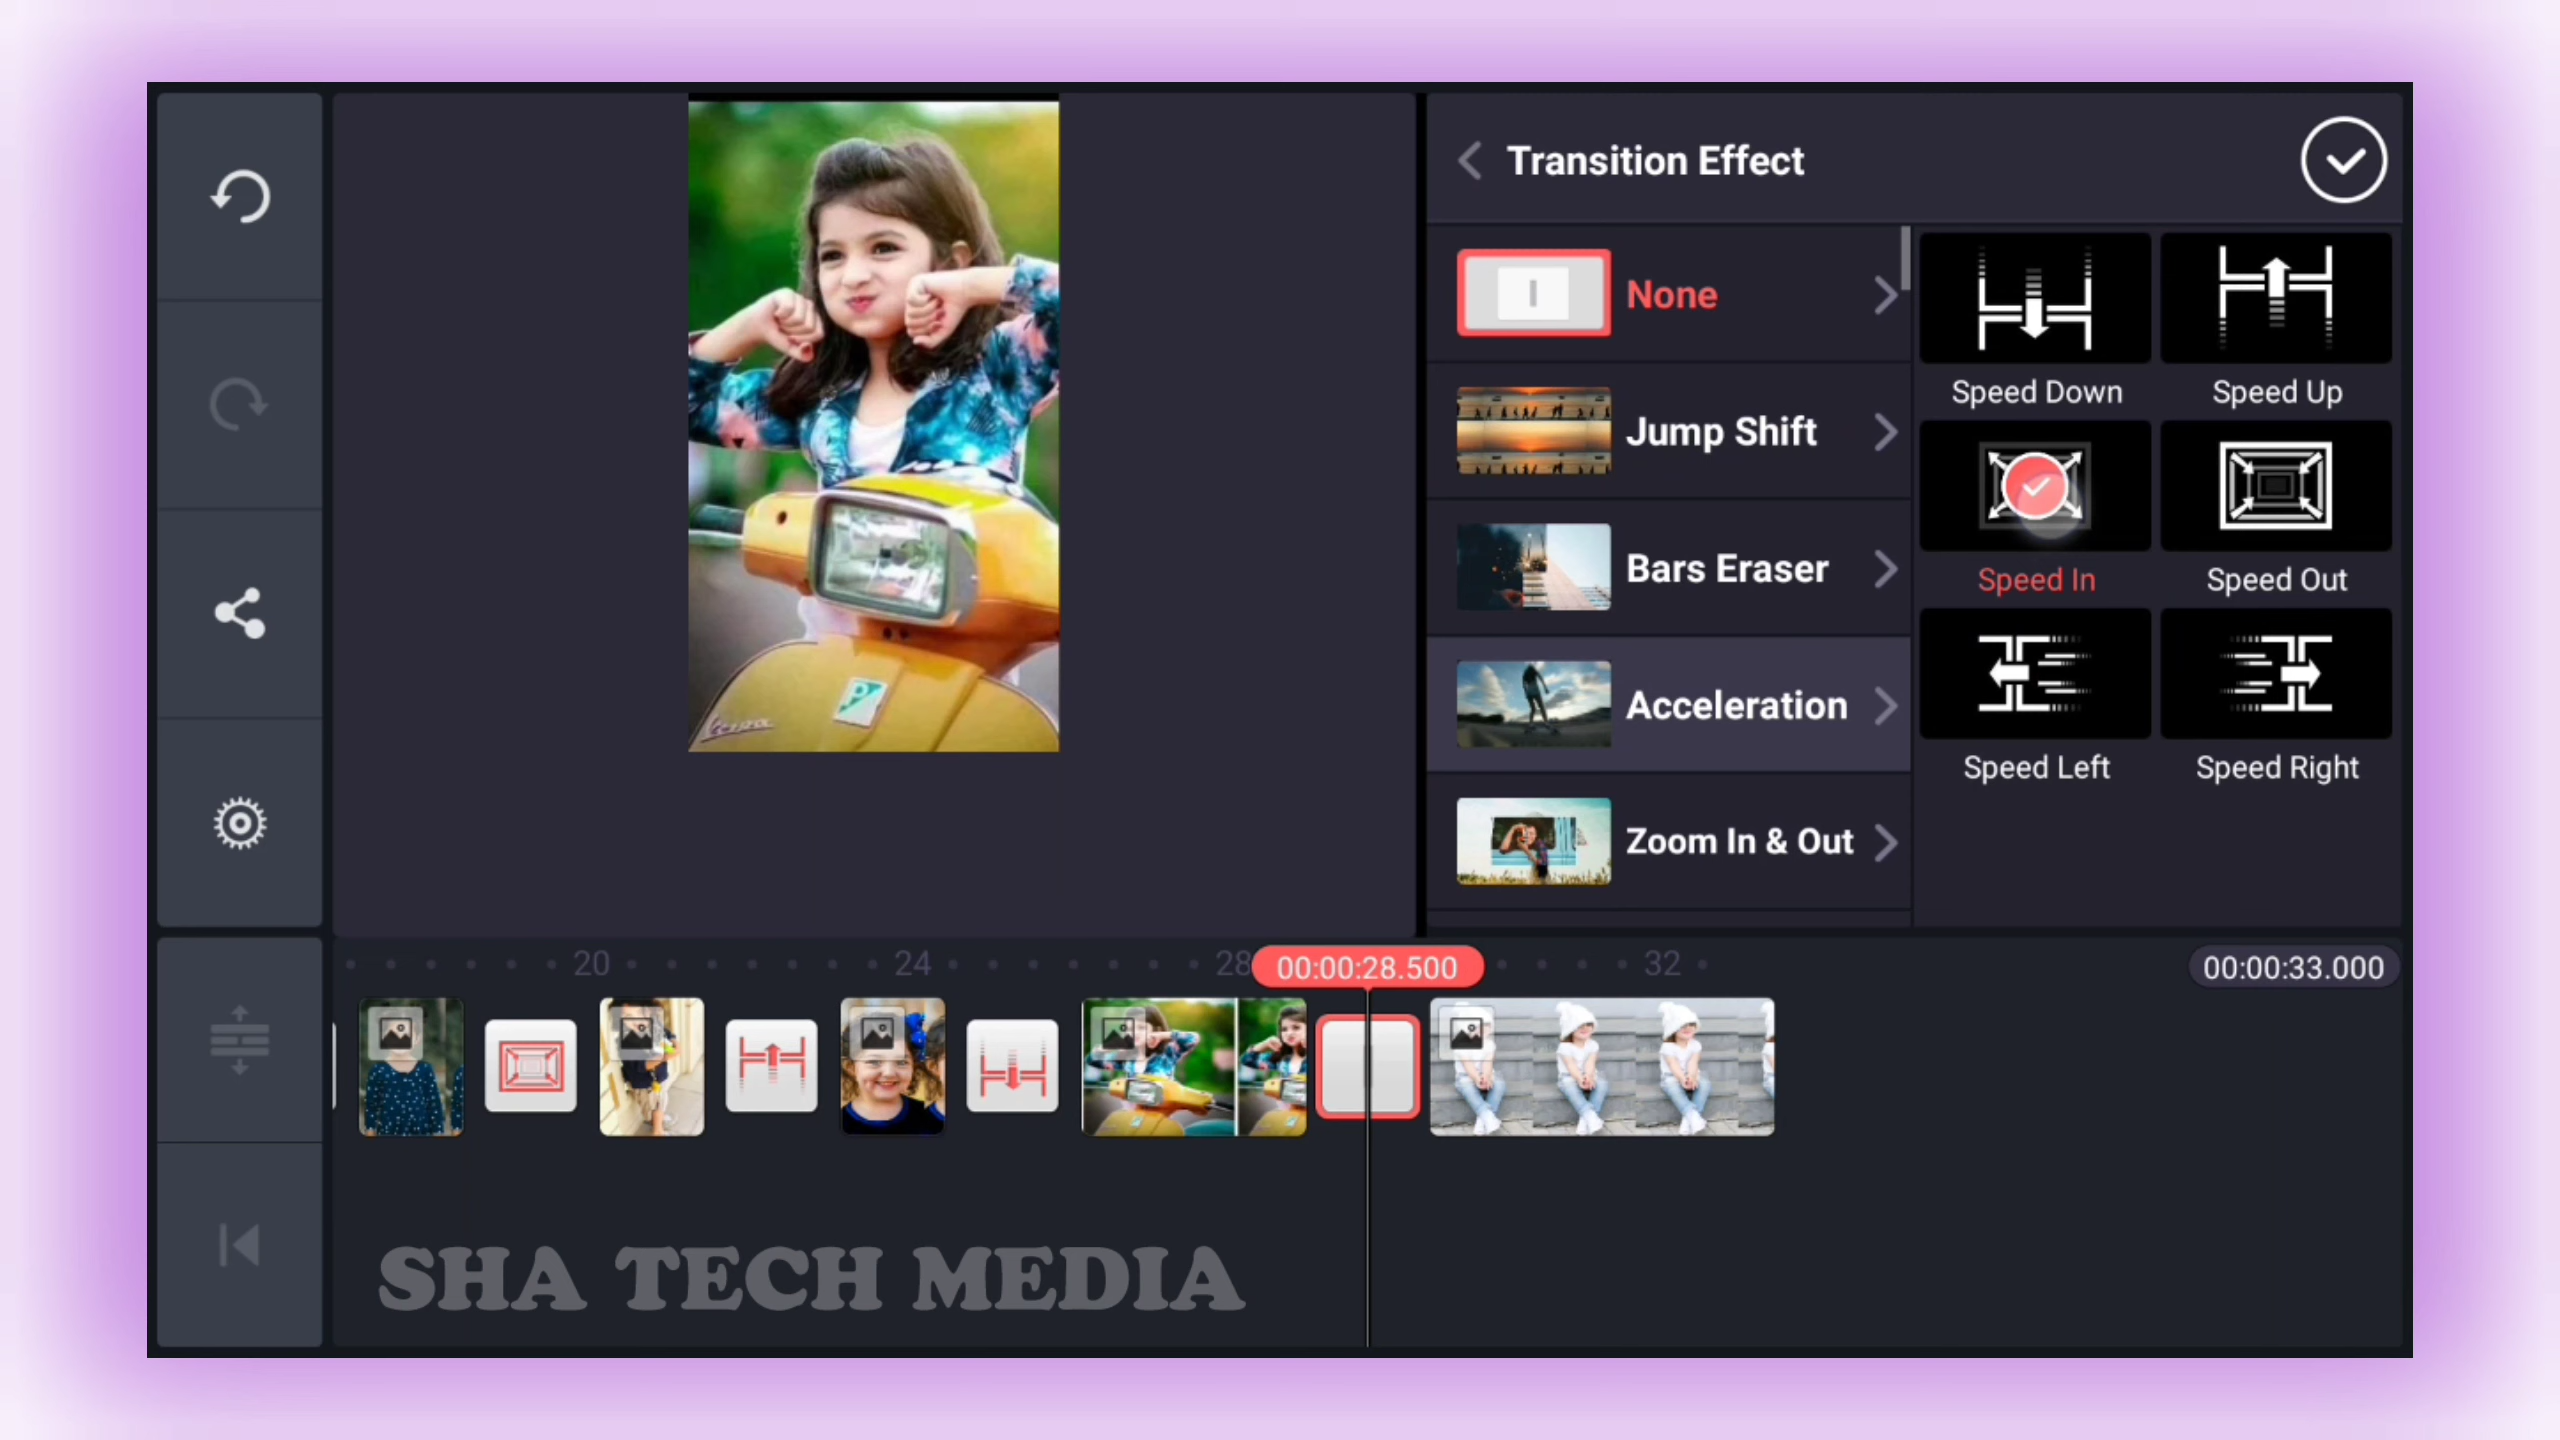 Transition Effect
None
Jump Shift
Bars Eraser
Acceleration
Zoom In & Out
Speed Down
Speed Up
Speed In
Speed Out
Speed Left
Speed Right
20
24
28
00:00:28.500
32
00:00:33.000
Vespa
P
SHA TECH MEDIA